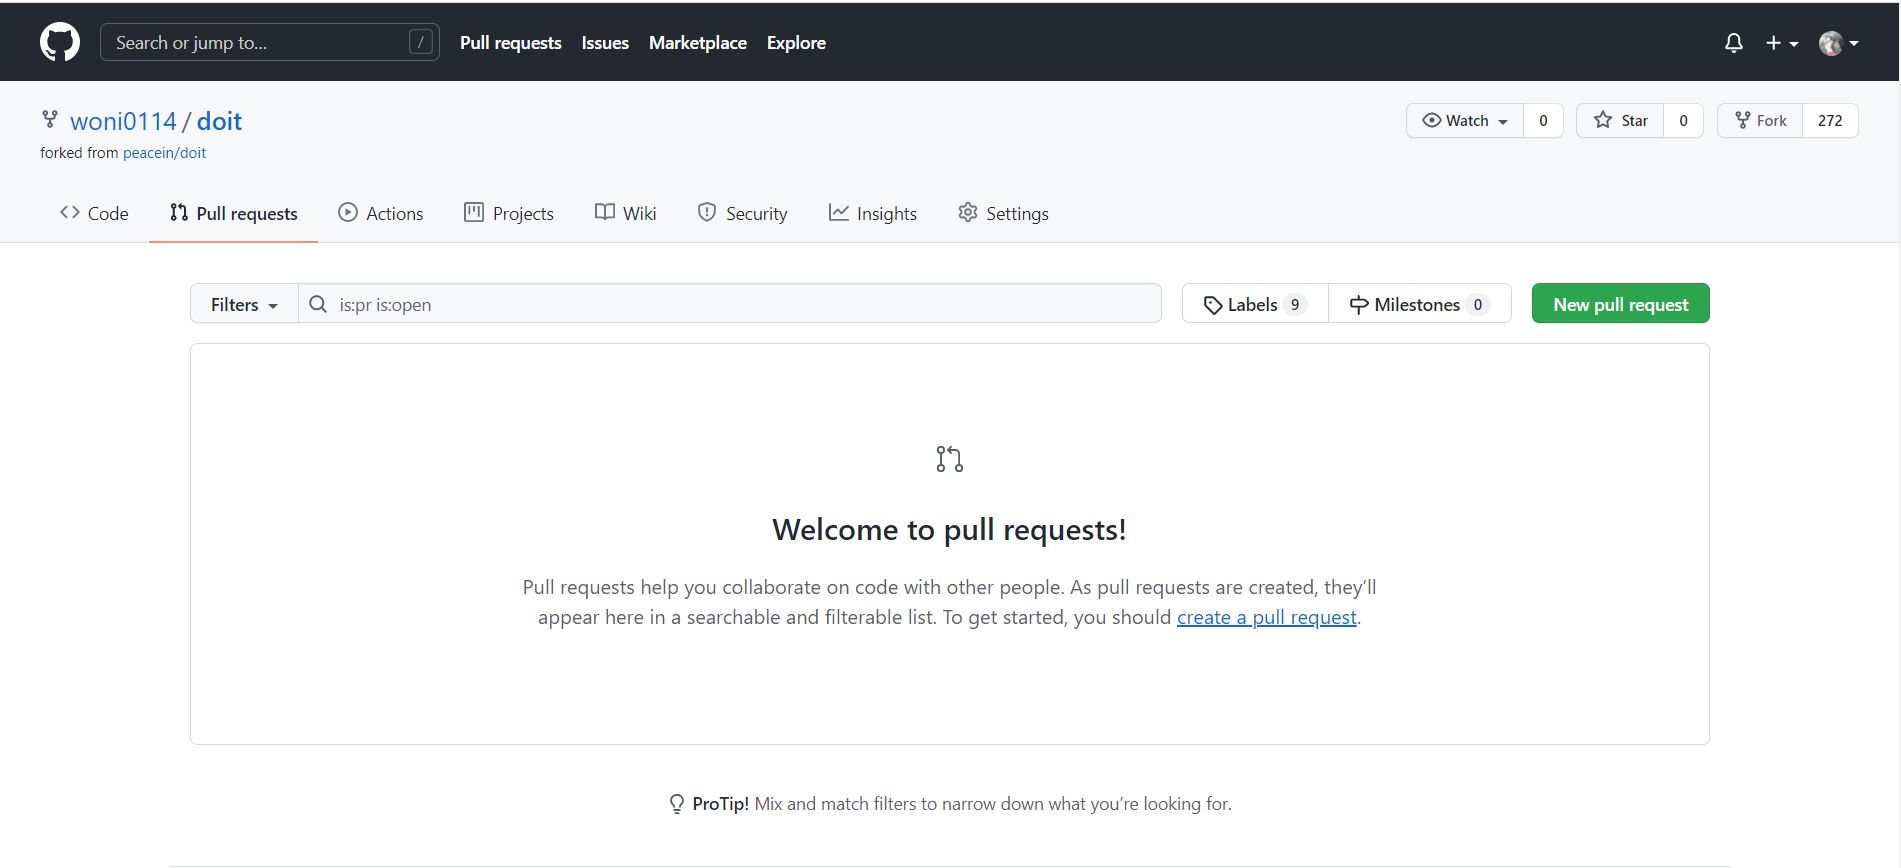 Search or jump to... /
Pull requests Issues Marketplace Explore
woni0114 / doit
Watch 0 Star 0 Fork 272
forked from peacein/doit
Code Pull requests Actions Projects Wiki Security Insights Settings
Filters is:pr is:open Labels 9 Milestones 0 New pull request
Welcome to pull requests!
Pull requests help you collaborate on code with other people. As pull requests are created, they’ll
appear here in a searchable and filterable list. To get started, you should create a pull request.
ProTip! Mix and match filters to narrow down what you’re looking for.